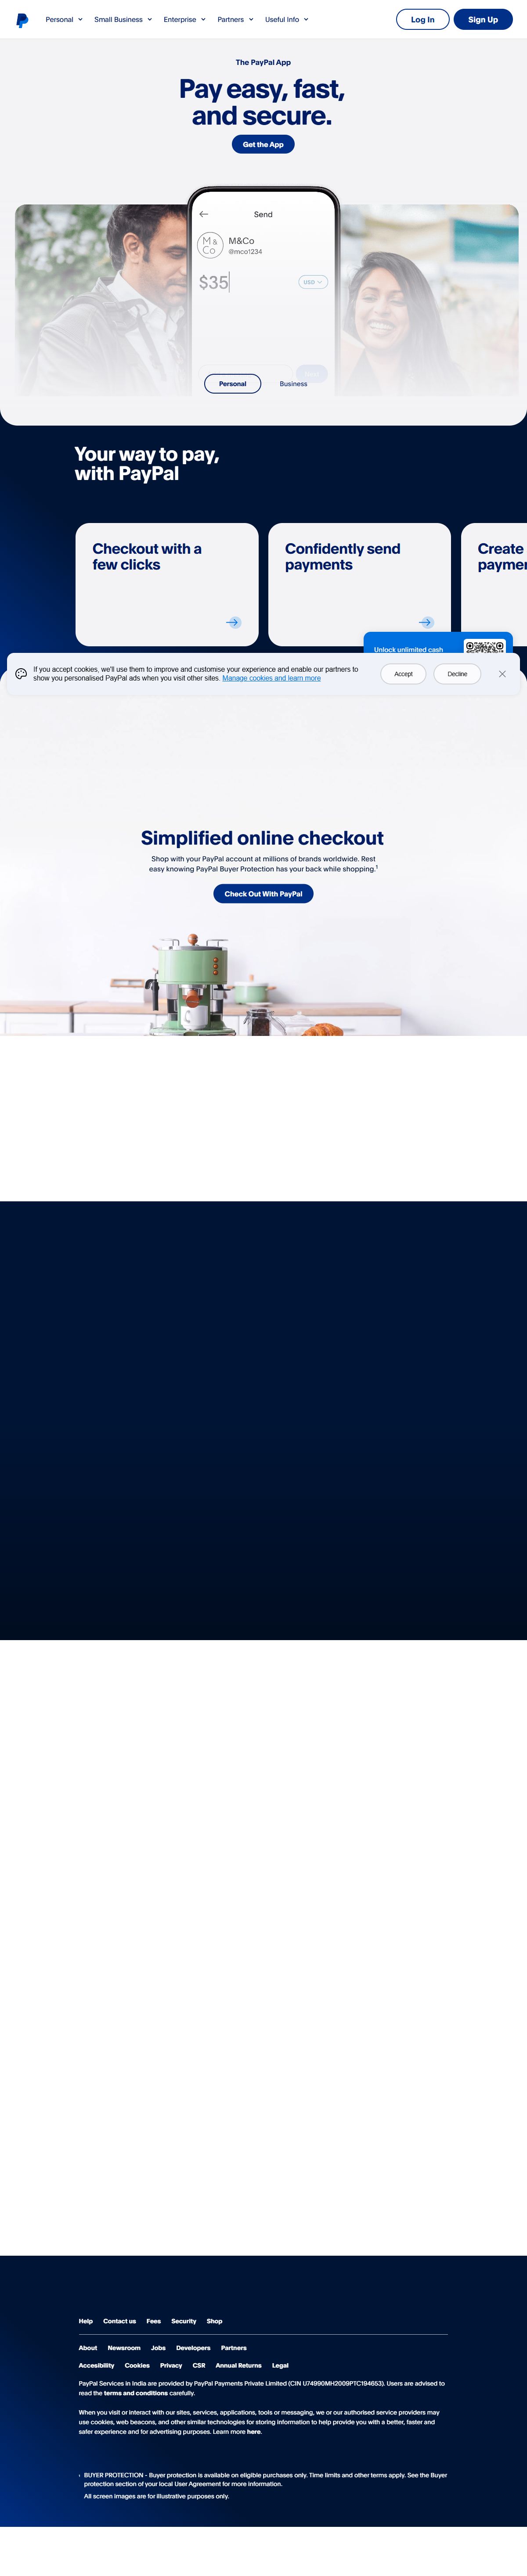 Personal
Small Business
Enterprise
Partners
Useful Info
Log In
Sign Up
The PayPal App
Pay easy, fast,
and secure.
Get the App
Send
M&Co
M&Co
@mco1234
$35
USD
Personal
Business
Your way to pay,
with PayPal
Checkout with a
few clicks
Confidently send
payments
Create
Unlock unlimited cash
If you accept cookies, we'll use them to improve and customise your experience and enable our partners to
show you personalised PayPal ads when you visit other sites. Manage cookies and learn more
Accept
Decline
Simplified online checkout
Shop with your PayPal account at millions of brands worldwide. Rest
easy knowing PayPal Buyer Protection has your back while shopping.1
Check Out With PayPal
Help
Contact us
Fees
Security
Shop
About
Newsroom
Jobs
Developers
Partners
Accesibility
Cookies
Privacy
CSR
Annual Returns
Legal
PayPal Services in India are provided by PayPal Payments Private Limited (CIN U74990MH2009PTC194653). Users are advised to
read the terms and conditions carefully.
When you visit or interact with our sites, services, applications, tools or messaging, we or our authorised service providers may
use cookies, web beacons, and other similar technologies for storing information to help provide you with a better, faster and
safer experience and for advertising purposes. Learn more here.
1 BUYER PROTECTION - Buyer protection is available on eligible purchases only. Time limits and other terms apply. See the Buyer
protection section of your local User Agreement for more information.
All screen images are for illustrative purposes only.